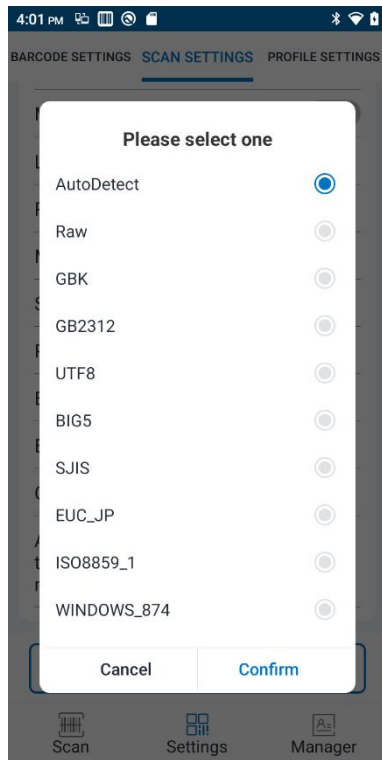 4:01 PM
BARCODE SETTINGS SCAN SETTINGS PROFILE SETTINGS
Please select one
AutoDetect
Raw
GBK
GB2312
UTF8
BIG5
SJIS
EUC_JP
ISO8859_1
WINDOWS_874
Cancel Confirm
Scan Settings Manager